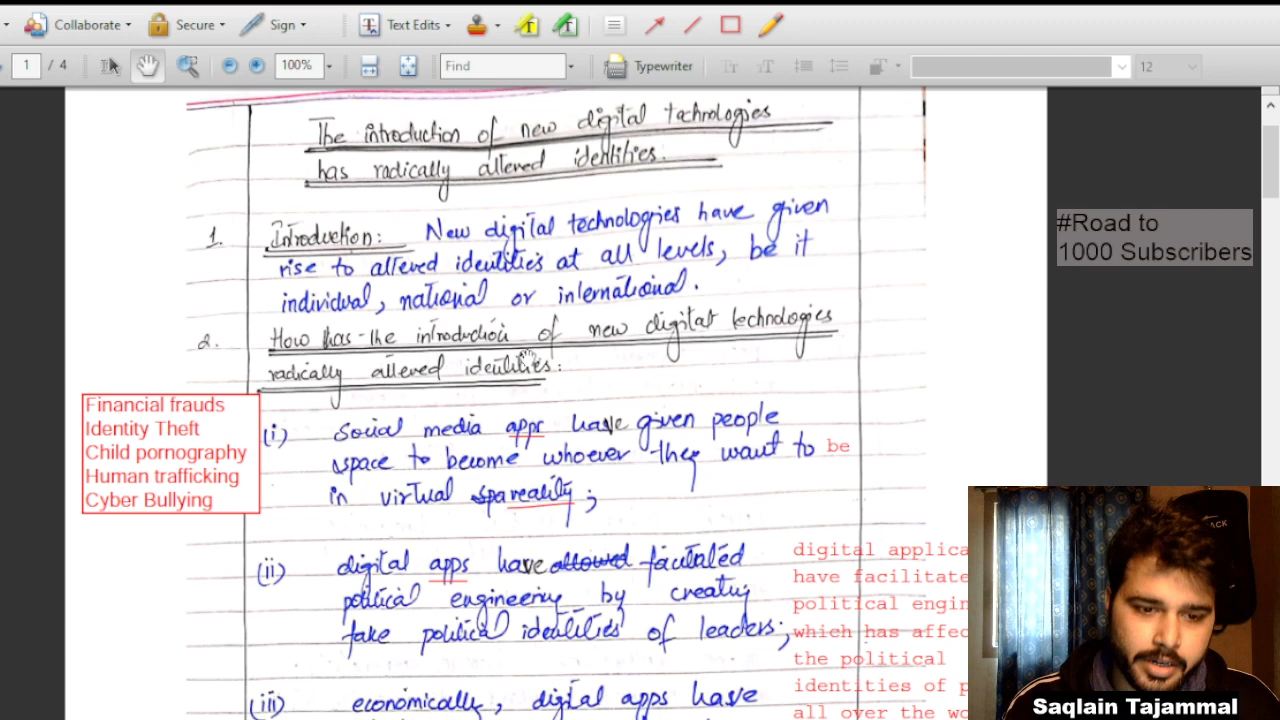 Collaborate
Secure
Sign
Text Edits
1 / 4
100%
Find
Typewriter
12
The introduction of new digital technologies
has radically altered identities.
#Road to
1000 Subscribers
1. Introduction: New digital technologies have given
rise to altered identities at all levels, be it
individual, national or international.
2. How has the introduction of new digital technologies
radically altered identities:
Financial frauds
Identity Theft
Child pornography
Human trafficking
Cyber Bullying
(i) social media apps have given people
space to become whoever they want to be
in virtual spa reality;
(ii) digital apps have allowed facitated
political engineering by creating
fake political identities of leaders;
digital applica
have facilitate
political engin
which has affec
the political
identities of p
all over the wo
(iii) economically, digital apps have
Saqlain Tajammal